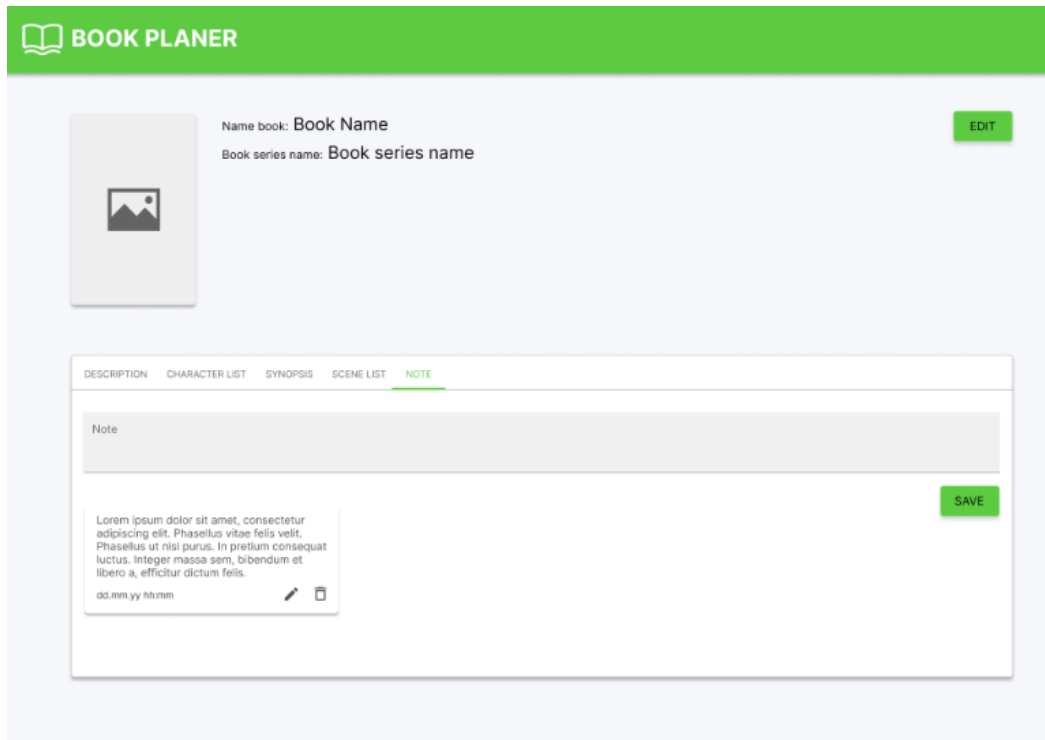 BOOK PLANER
Name book: Book Name
EDIT
Book series name: Book series name
DESCRIPTION CHARACTER LIST SYNOPSIS SCENE LIST NOTE
Note
SAVE
Lorem ipsum dolor sit amet, consectetur
adipiscing elit. Phasellus vitae felis velit.
Phasellus ut nisi purus. In pretium consequat
luctus. Integer massa sem, bibendum et
libero a, efficitur dictum felis.
dd.mm.yy hh:mm